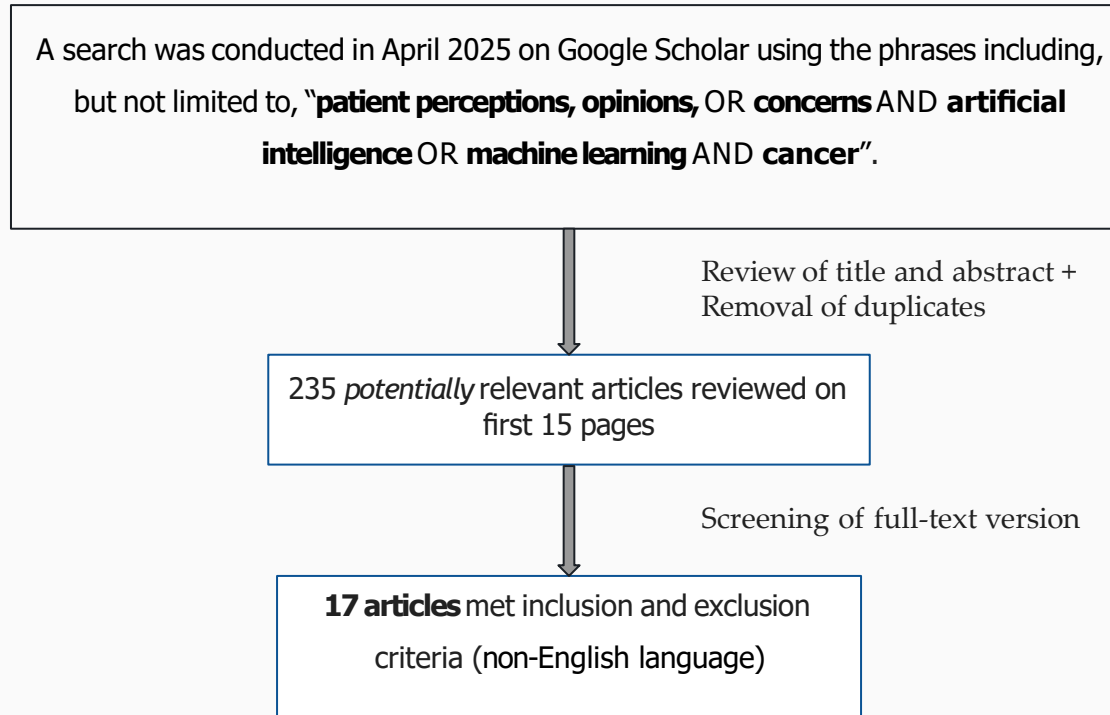 A search was conducted in April 2025 on Google Scholar using the phrases including,
but not limited to, “patient perceptions, opinions, OR concerns AND artificial
intelligence OR machine learning AND cancer”.
Review of title and abstract +
Removal of duplicates
235 potentially relevant articles reviewed on
first 15 pages
Screening of full-text version
17 articles met inclusion and exclusion
criteria (non-English language)